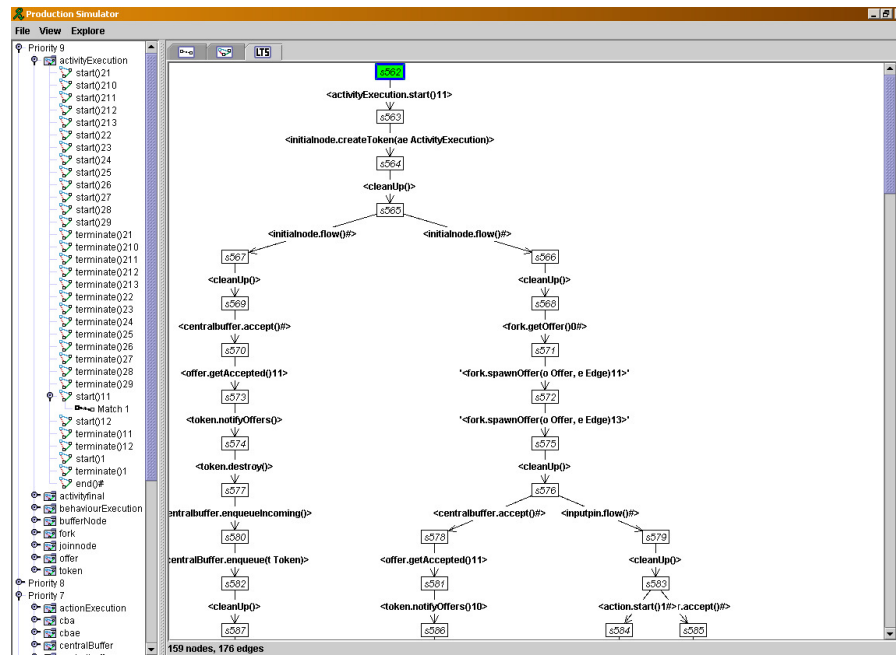 Production Simulator
File View Explore
Priority 9
activityExecution
start()21
start()210
start()211
start()212
start()213
start()22
start()23
start()24
start()25
start()26
start()27
start()28
start()29
terminate()21
terminate()210
terminate()211
terminate()212
terminate()213
terminate()22
terminate()23
terminate()24
terminate()25
terminate()26
terminate()27
terminate()28
terminate()29
start()11
Match 1
start()12
terminate()11
terminate()12
start()1
terminate()1
end()#
activityfinal
behaviourExecution
bufferNode
fork
joinnode
offer
token
Priority 8
Priority 7
actionExecution
cba
cbae
centralBuffer
LTS
s562
<activityExecution.start()11>
s563
<initialnode.createToken(ae ActivityExecution)>
s564
<cleanUp()>
s565
<initialnode.flow()#> <initialnode.flow()#>
s567 s566
<cleanUp()> <cleanUp()>
s569 s568
<centralbuffer.accept()#> <fork.getOffer()0#>
s570 s571
<offer.getAccepted()11> '<fork.spawnOffer(o Offer, e Edge)11>'
s573 s572
<token.notifyOffers()> '<fork.spawnOffer(o Offer, e Edge)13>'
s574 s575
<token.destroy()> <cleanUp()>
s577 s576
entralbuffer.enqueueIncoming()> <centralbuffer.accept()#> <inputpin.flow()#>
s580 s578 s579
centralBuffer.enqueue(t Token)> <offer.getAccepted()11> <cleanUp()>
s582 s581 s583
<cleanUp()> <token.notifyOffers()10> <action.start()1#>r.accept()#>
s587 s586 s584 s585
159 nodes, 176 edges